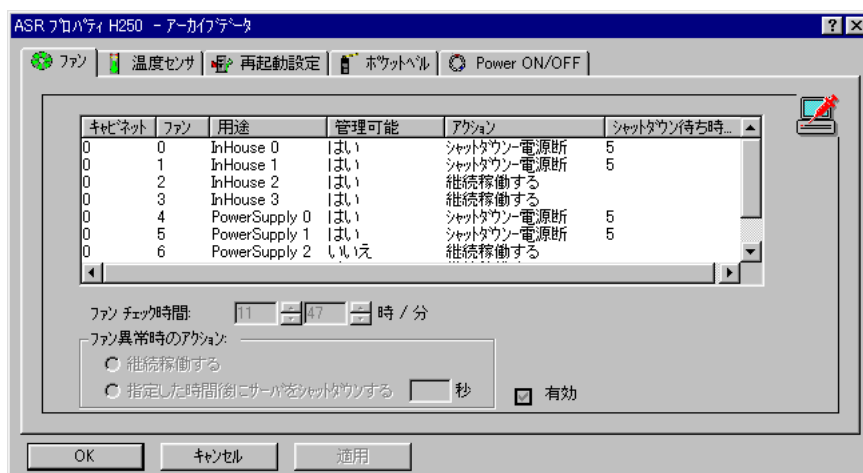 ASR プロパティ H250 - アーカイブデータ
ファン 温度センサ 再起動設定 ポケットベル Power ON/OFF
キャビネット ファン 用途 管理可能 アクション シャットダウン待ち時...
0 0 InHouse 0 はい シャットダウン-電源断 5
0 1 InHouse 1 はい シャットダウン-電源断 5
0 2 InHouse 2 はい 継続稼働する
0 3 InHouse 3 はい 継続稼働する
0 4 PowerSupply 0 はい シャットダウン-電源断 5
0 5 PowerSupply 1 はい シャットダウン-電源断 5
0 6 PowerSupply 2 いいえ 継続稼働する
ファン チェック時間: 11 47 時 / 分
ファン異常時のアクション:
継続稼働する
指定した時間後にサーバをシャットダウンする 秒
有効
OK キャンセル 適用